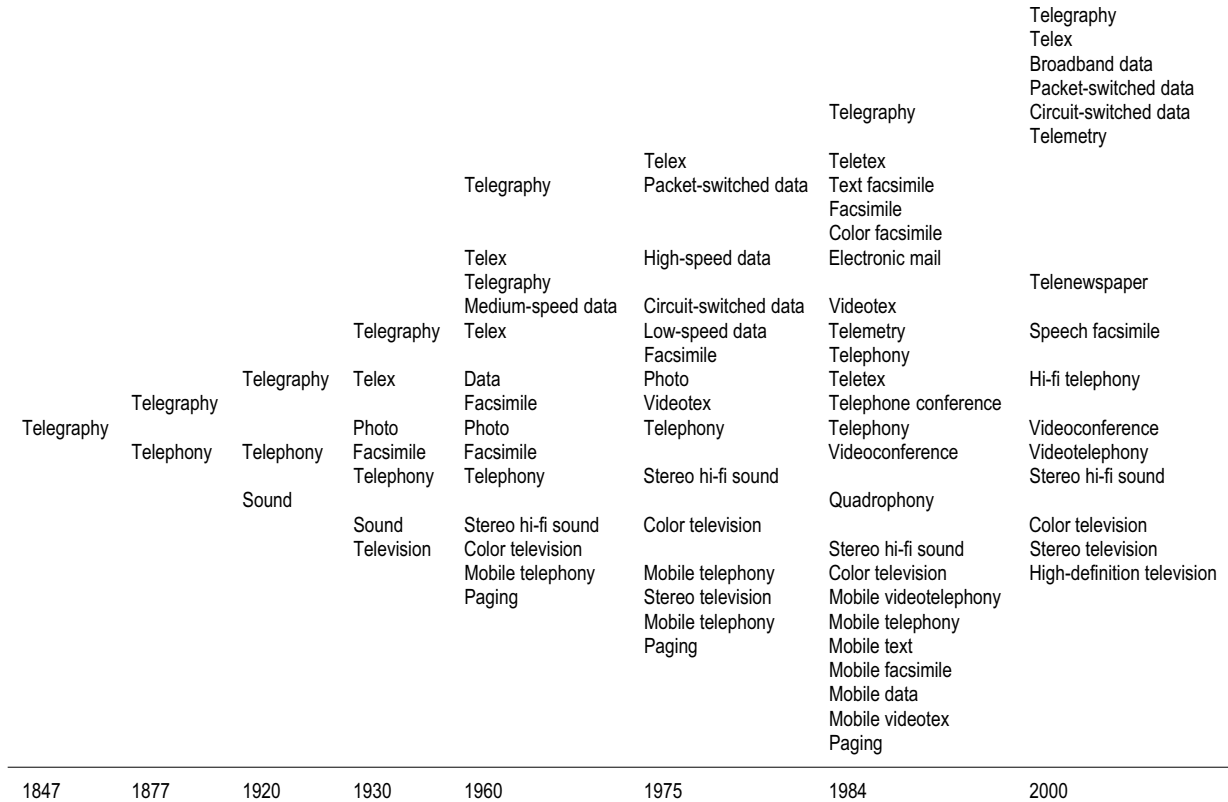 Telegraphy
Telex
Broadband data
Packet-switched data
Telegraphy Circuit-switched data
Telemetry
Telex Teletex
Telegraphy Packet-switched data Text facsimile
Facsimile
Color facsimile
Telex High-speed data Electronic mail
Telegraphy Telenewspaper
Medium-speed data Circuit-switched data Videotex
Telegraphy Telex Low-speed data Telemetry Speech facsimile
Facsimile Telephony
Telegraphy Telex Data Photo Teletex Hi-fi telephony
Telegraphy Facsimile Videotex Telephone conference
Telegraphy Photo Photo Telephony Telephony Videoconference
Telephony Telephony Facsimile Facsimile Videoconference Videotelephony
Telephony Telephony Stereo hi-fi sound Stereo hi-fi sound
Sound Quadrophony
Sound Stereo hi-fi sound Color television Color television
Television Color television Stereo hi-fi sound Stereo television
Mobile telephony Mobile telephony Color television High-definition television
Paging Stereo television Mobile videotelephony
Mobile telephony Mobile telephony
Paging Mobile text
Mobile facsimile
Mobile data
Mobile videotex
Paging
1847 1877 1920 1930 1960 1975 1984 2000